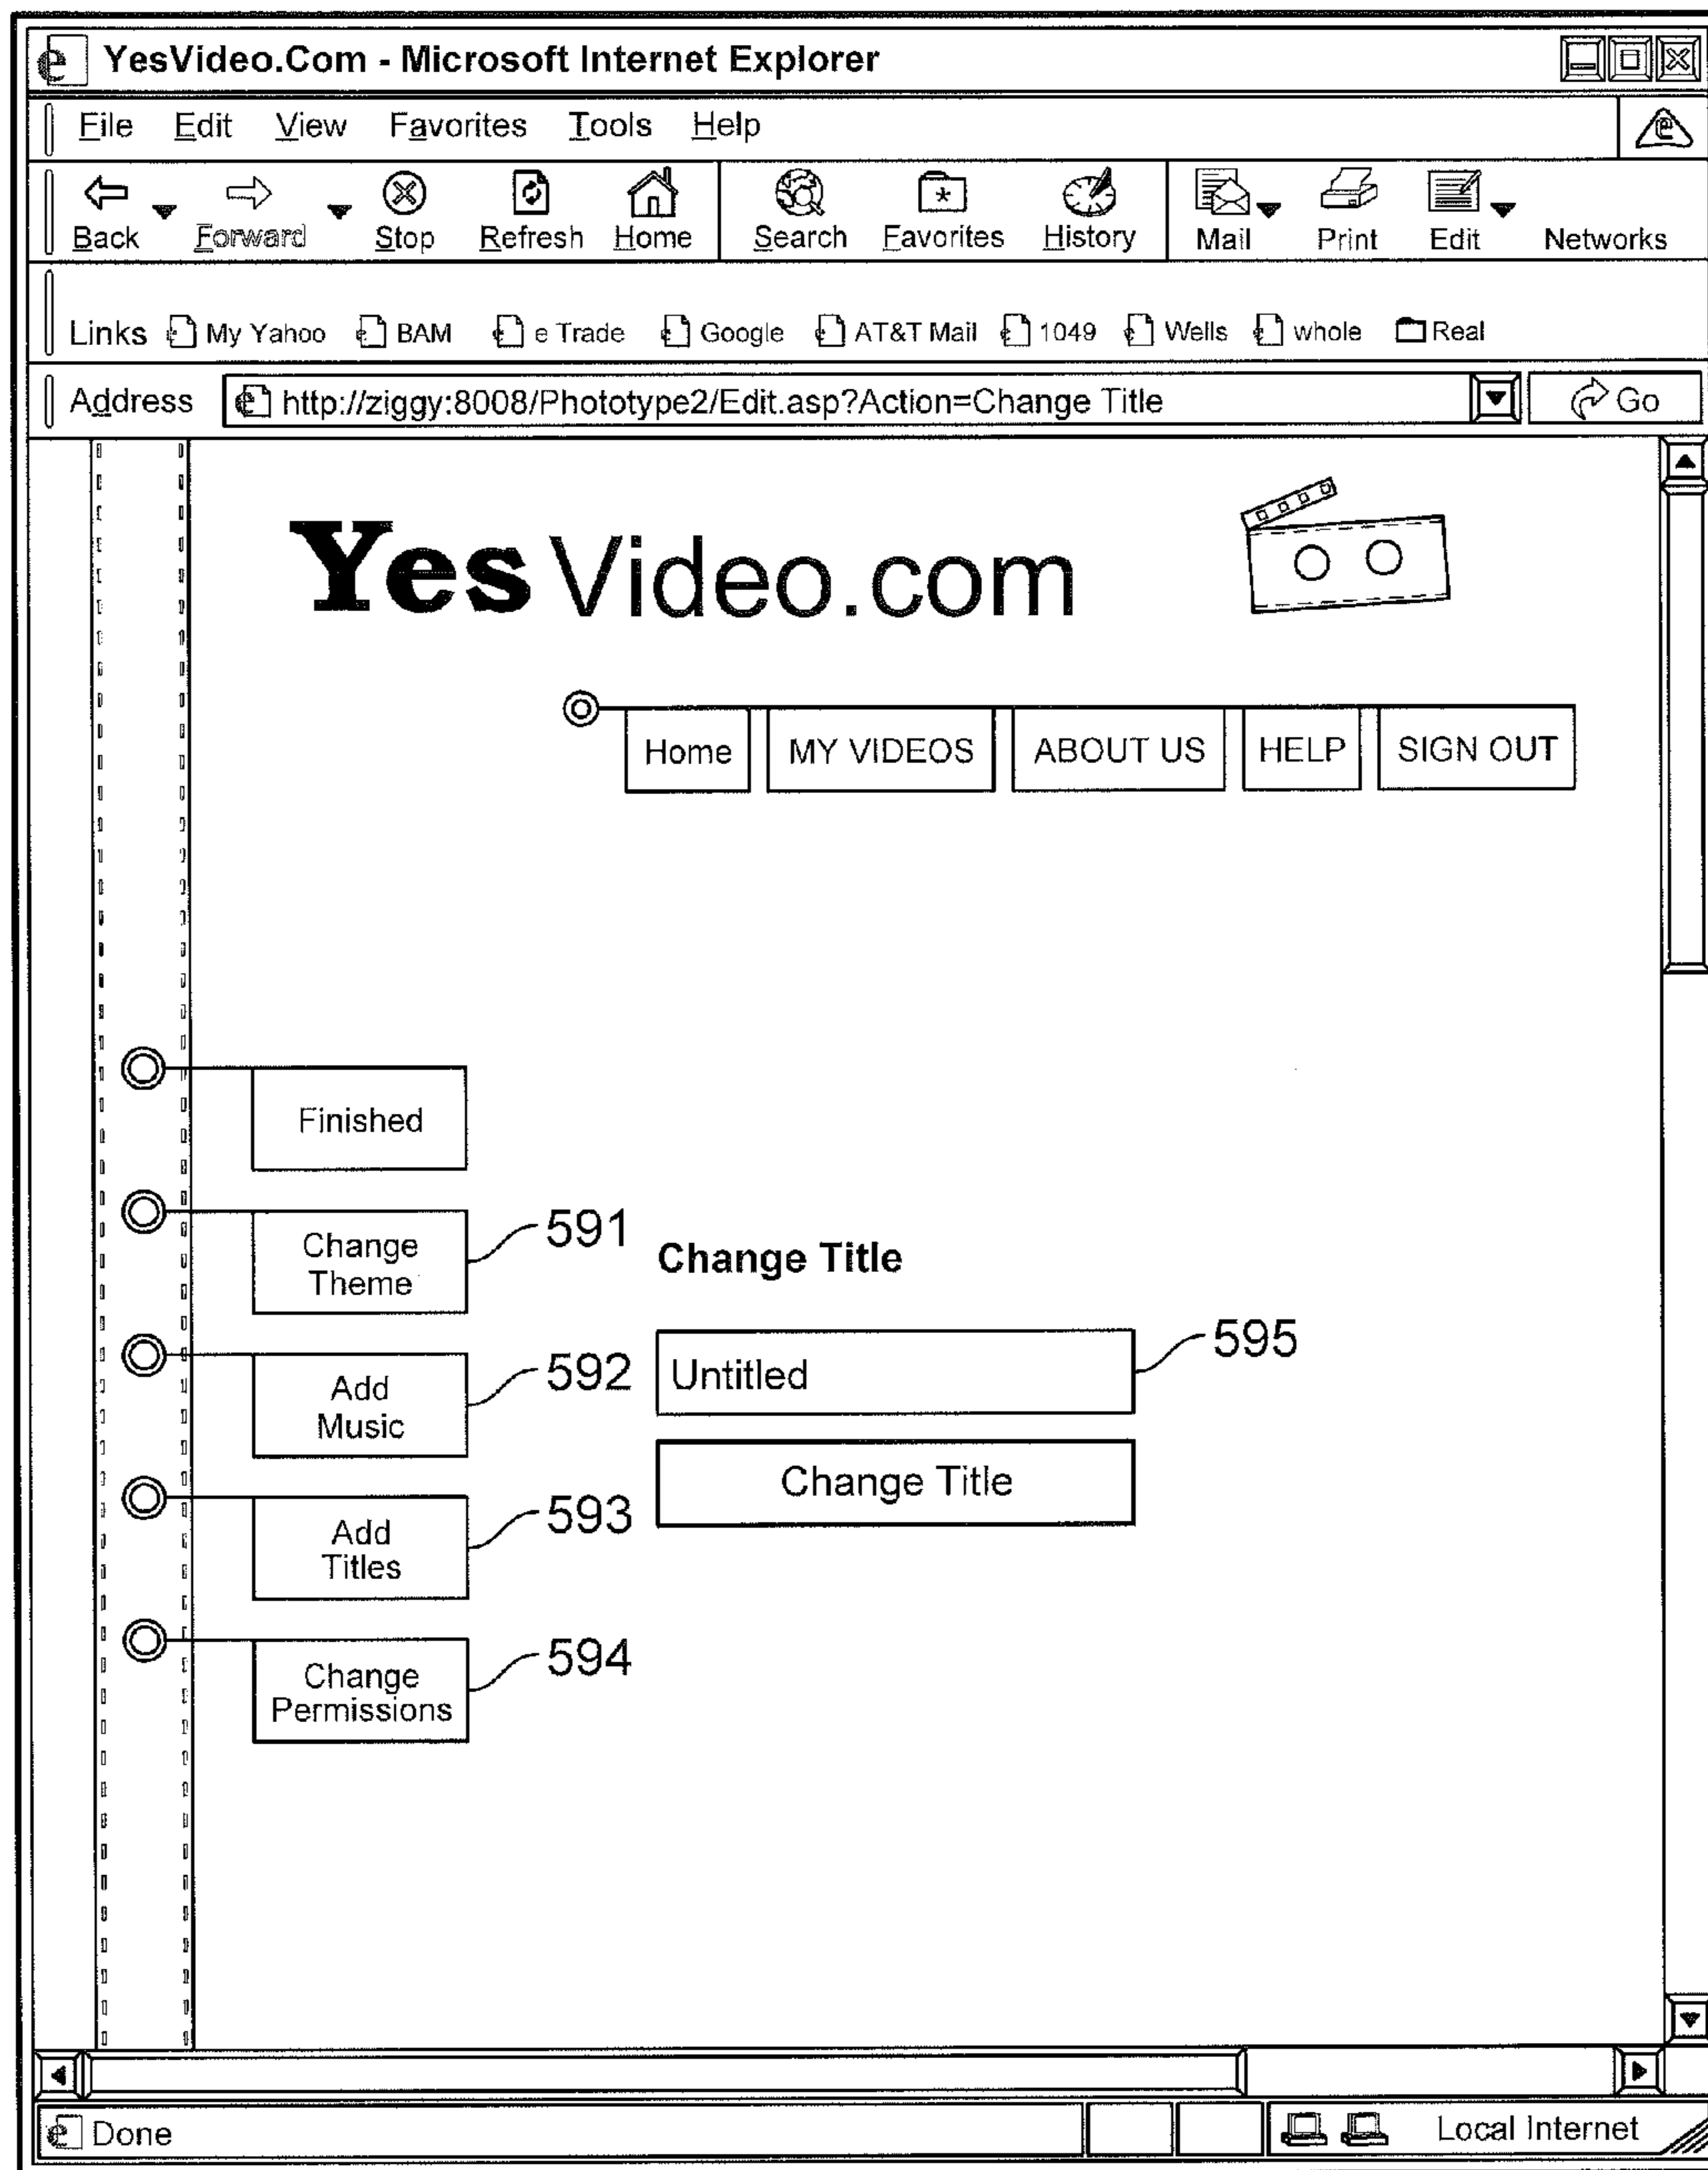 YesVideo.Com - Microsoft Internet Explorer
File Edit View Favorites Tools Help
Back Forward Stop Refresh Home Search Favorites History Mail Print Edit Networks
Links My Yahoo BAM e Trade Google AT&T Mail 1049 Wells whole Real
Address http://ziggy:8008/Phototype2/Edit.asp?Action=Change Title Go
Yes Video.com
Home MY VIDEOS ABOUT US HELP SIGN OUT
Finished
Change
Theme
591
Change Title
Add
Music
592
Untitled
595
Change Title
Add
Titles
593
Change
Permissions
594
Done Local Internet